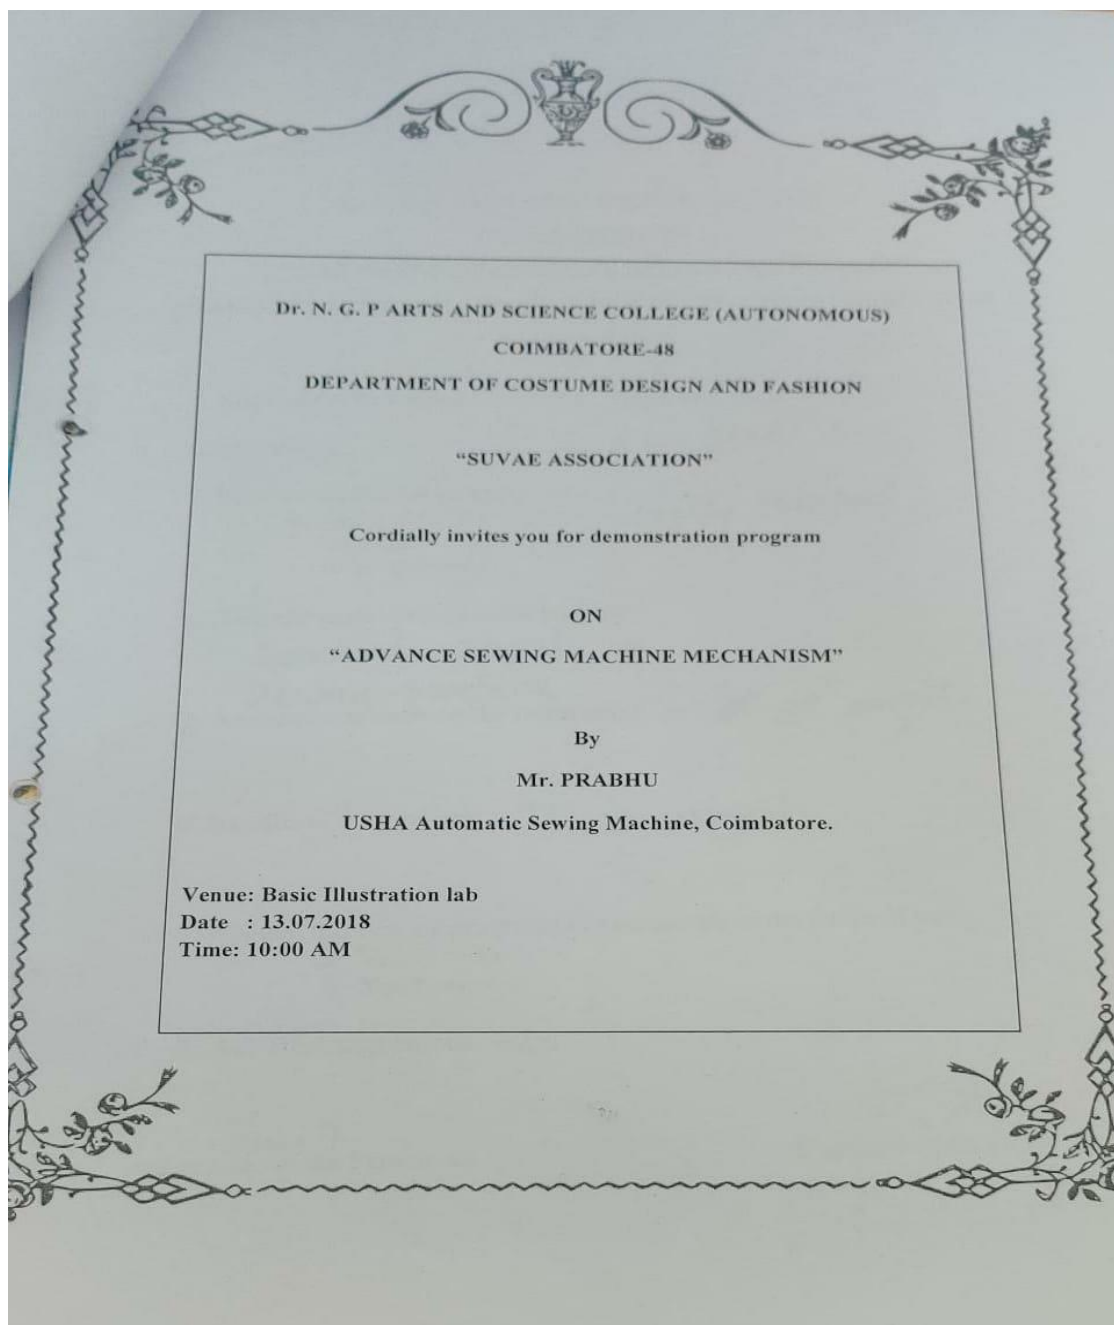 Dr. N. G. P ARTS AND SCIENCE COLLEGE (AUTONOMOUS)
COIMBATORE-48
DEPARTMENT OF COSTUME DESIGN AND FASHION
“SUVAE ASSOCIATION”
Cordially invites you for demonstration program
ON
“ADVANCE SEWING MACHINE MECHANISM”
By
Mr. PRABHU
USHA Automatic Sewing Machine, Coimbatore.
Venue: Basic Illustration lab
Date : 13.07.2018
Time: 10:00 AM